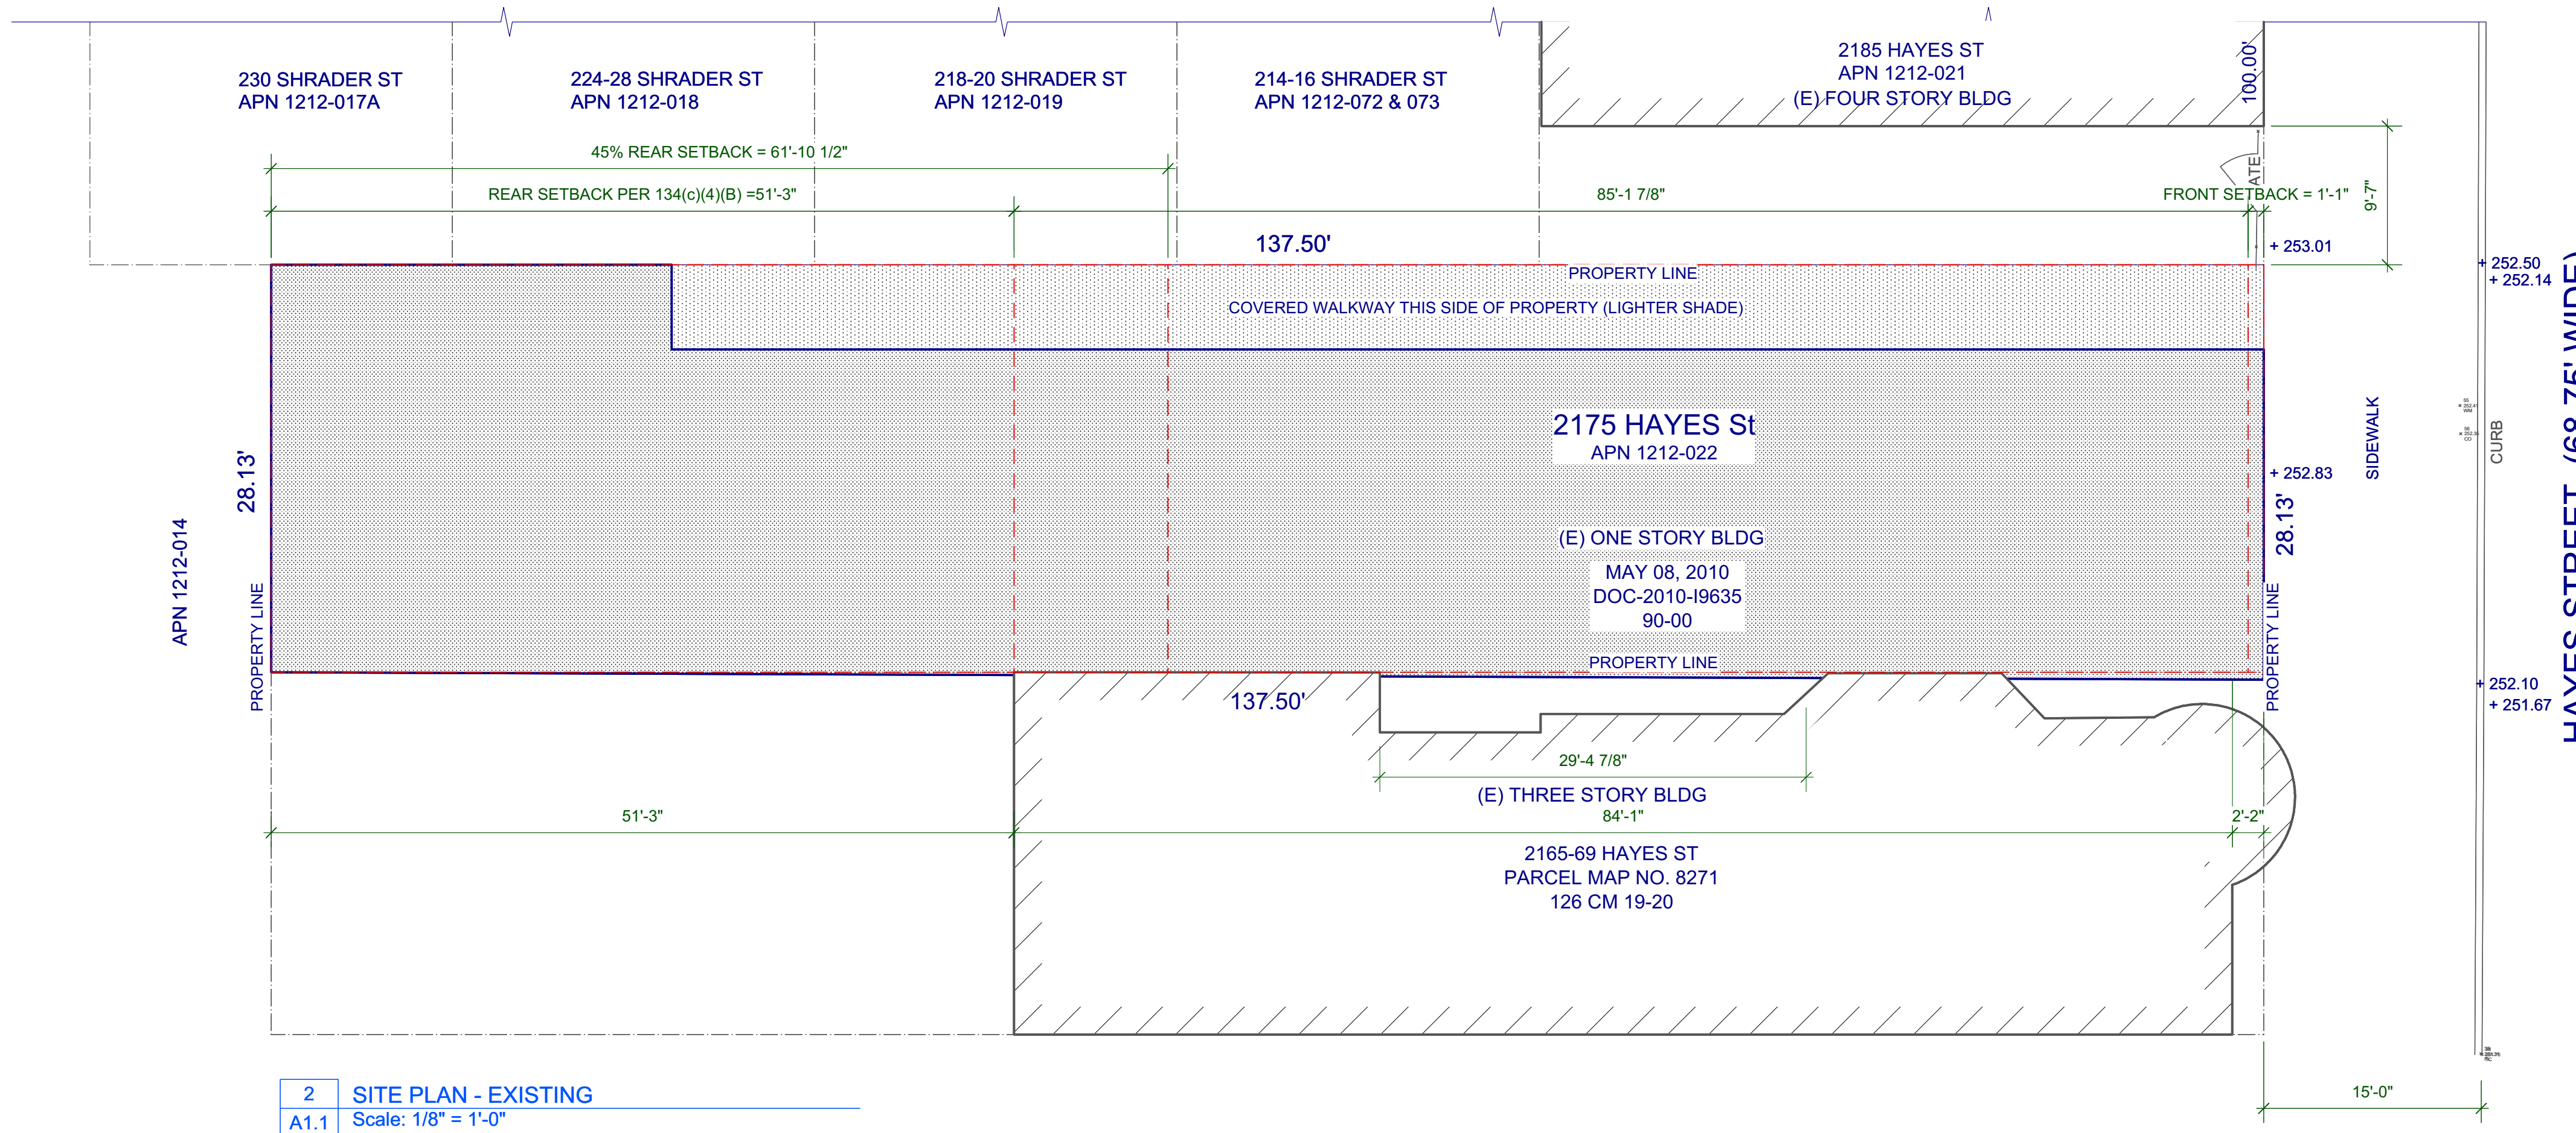 230 SHRADER ST
APN 1212-017A
224-28 SHRADER ST
APN 1212-018
218-20 SHRADER ST
APN 1212-019
214-16 SHRADER ST
APN 1212-072 & 073
2185 HAYES ST
APN 1212-021
(E) FOUR STORY BLDG
100.00'
45% REAR SETBACK = 61'-10 1/2"
REAR SETBACK PER 134(c)(4)(B) =51'-3"
85'-1 7/8"
ATE
FRONT SETBACK = 1'-1"
9'-7"
137.50'
+ 253.01
PROPERTY LINE
+ 252.50
+ 252.14
COVERED WALKWAY THIS SIDE OF PROPERTY (LIGHTER SHADE)
2175 HAYES St
APN 1212-022
28.13'
APN 1212-014
PROPERTY LINE
(E) ONE STORY BLDG
MAY 08, 2010
DOC-2010-I9635
90-00
PROPERTY LINE
+ 252.83
28.13'
PROPERTY LINE
SIDEWALK
CURB
WM
CO
HAYES STREET (68.75' WIDE)
137.50'
+ 252.10
+ 251.67
29'-4 7/8"
(E) THREE STORY BLDG
51'-3"
84'-1"
2'-2"
2165-69 HAYES ST
PARCEL MAP NO. 8271
126 CM 19-20
15'-0"
2
SITE PLAN - EXISTING
A1.1
Scale: 1/8" = 1'-0"